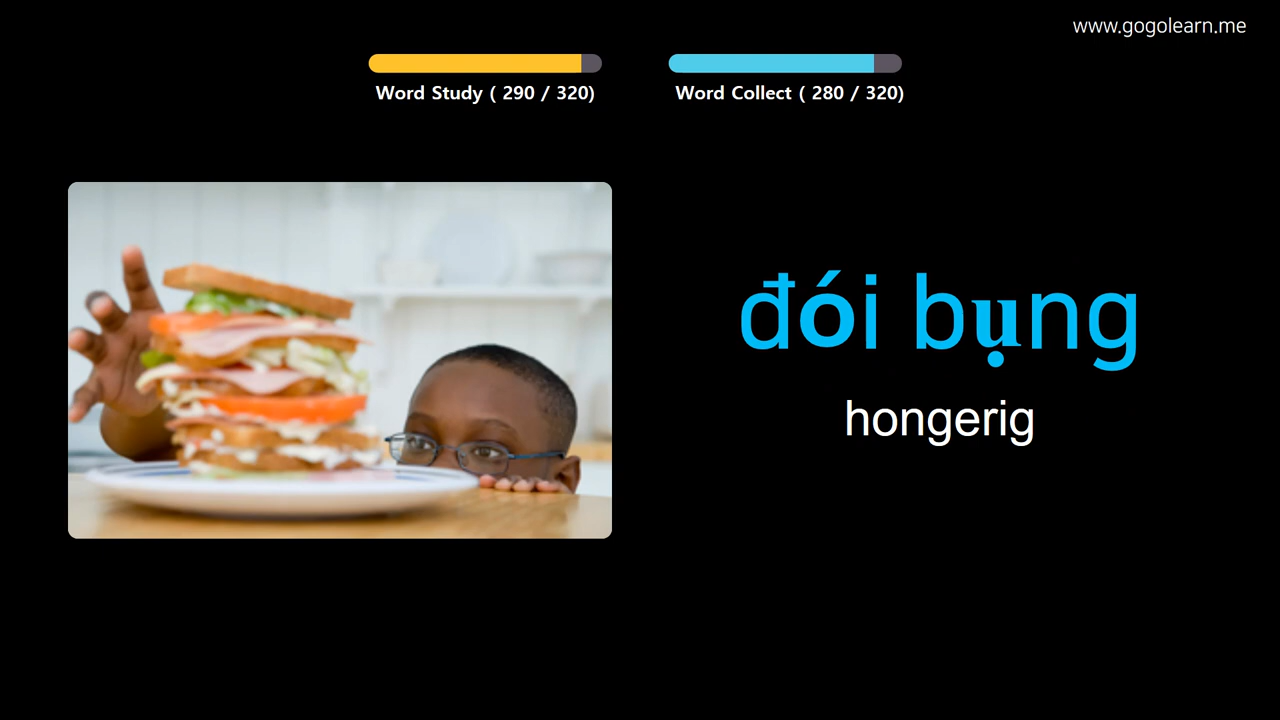 www.gogolearn.me
Word Study ( 290 / 320)
Word Collect ( 280 / 320)
đói bụng
hongerig